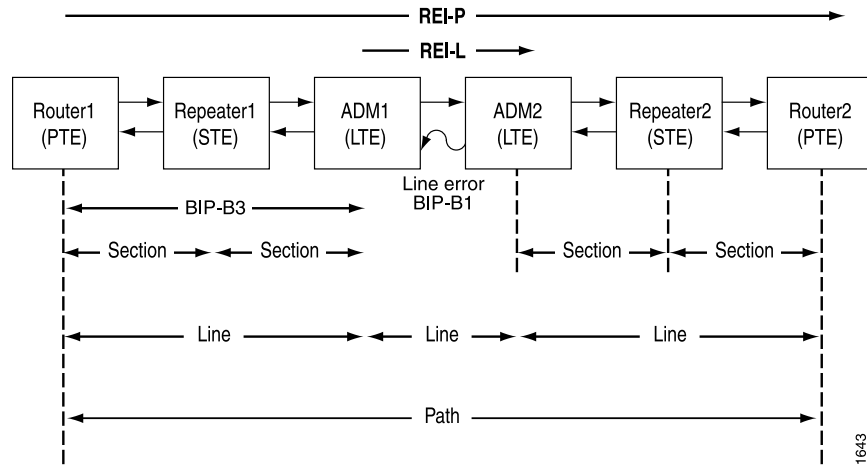 REI-P
REI-L
Router1
(PTE)
Repeater1
(STE)
ADM1
(LTE)
ADM2
(LTE)
Repeater2
(STE)
Router2
(PTE)
Line error
BIP-B1
BIP-B3
Section
Section
Section
Section
Line
Line
Line
Path
1643